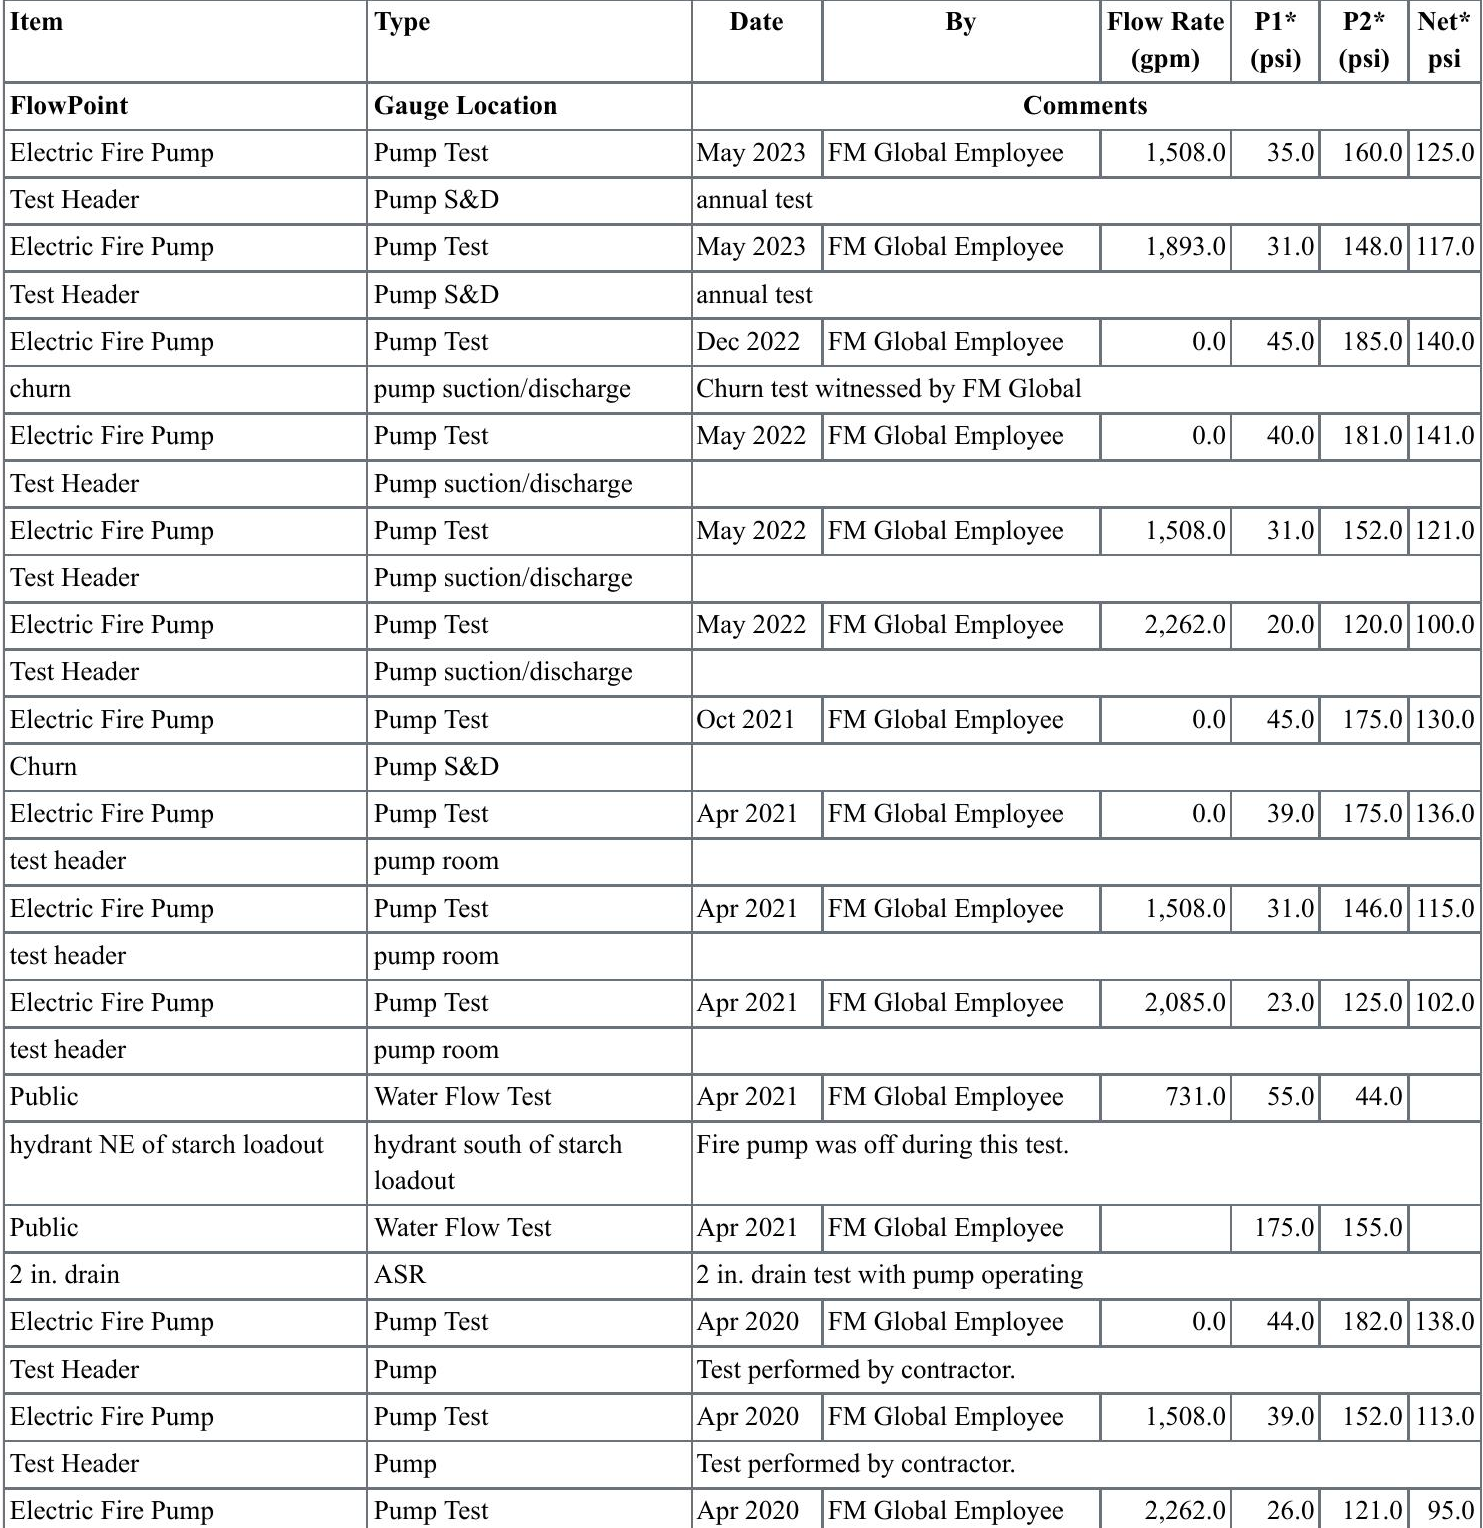 Item Type Date By Flow Rate (gpm) P1* (psi) P2* (psi) Net* psi
FlowPoint Gauge Location Comments
Electric Fire Pump Pump Test May 2023 FM Global Employee 1,508.0 35.0 160.0 125.0
Test Header Pump S&D annual test
Electric Fire Pump Pump Test May 2023 FM Global Employee 1,893.0 31.0 148.0 117.0
Test Header Pump S&D annual test
Electric Fire Pump Pump Test Dec 2022 FM Global Employee 0.0 45.0 185.0 140.0
churn pump suction/discharge Churn test witnessed by FM Global
Electric Fire Pump Pump Test May 2022 FM Global Employee 0.0 40.0 181.0 141.0
Test Header Pump suction/discharge
Electric Fire Pump Pump Test May 2022 FM Global Employee 1,508.0 31.0 152.0 121.0
Test Header Pump suction/discharge
Electric Fire Pump Pump Test May 2022 FM Global Employee 2,262.0 20.0 120.0 100.0
Test Header Pump suction/discharge
Electric Fire Pump Pump Test Oct 2021 FM Global Employee 0.0 45.0 175.0 130.0
Churn Pump S&D
Electric Fire Pump Pump Test Apr 2021 FM Global Employee 0.0 39.0 175.0 136.0
test header pump room
Electric Fire Pump Pump Test Apr 2021 FM Global Employee 1,508.0 31.0 146.0 115.0
test header pump room
Electric Fire Pump Pump Test Apr 2021 FM Global Employee 2,085.0 23.0 125.0 102.0
test header pump room
Public Water Flow Test Apr 2021 FM Global Employee 731.0 55.0 44.0
hydrant NE of starch loadout hydrant south of starch loadout Fire pump was off during this test.
Public Water Flow Test Apr 2021 FM Global Employee 175.0 155.0
2 in. drain ASR 2 in. drain test with pump operating
Electric Fire Pump Pump Test Apr 2020 FM Global Employee 0.0 44.0 182.0 138.0
Test Header Pump Test performed by contractor.
Electric Fire Pump Pump Test Apr 2020 FM Global Employee 1,508.0 39.0 152.0 113.0
Test Header Pump Test performed by contractor.
Electric Fire Pump Pump Test Apr 2020 FM Global Employee 2,262.0 26.0 121.0 95.0